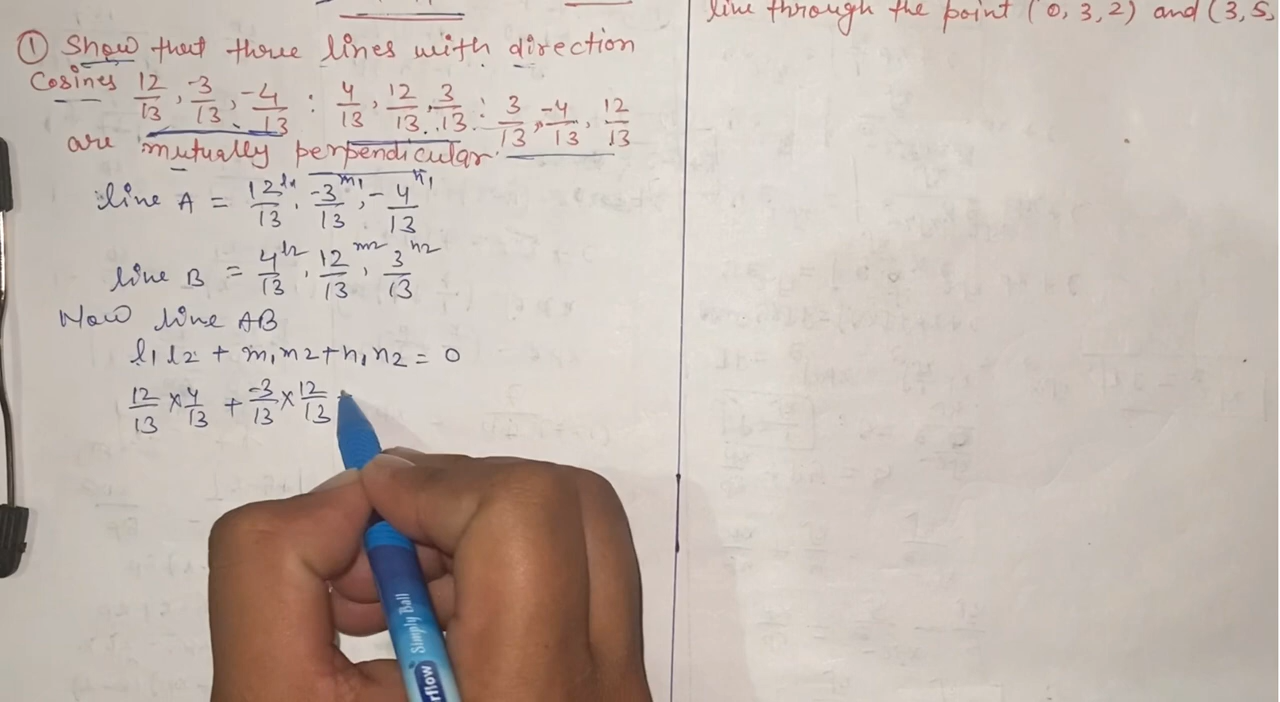 ① Show that three lines with direction
Cosines 12/13, -3/13, -4/13 : 4/13, 12/13, 3/13 : 3/13, -4/13, 12/13
are mutually perpendicular.
line A = 12/13 l1, -3/13 m1, -4/13 n1
line B = 4/13 l2, 12/13 m2, 3/13 n2
Now line AB
l1 l2 + m1 m2 + n1 n2 = 0
12/13 × 4/13 + -3/13 × 12/13
line through the point (0, 3, 2) and (3, 5,
rflow Simply Ball